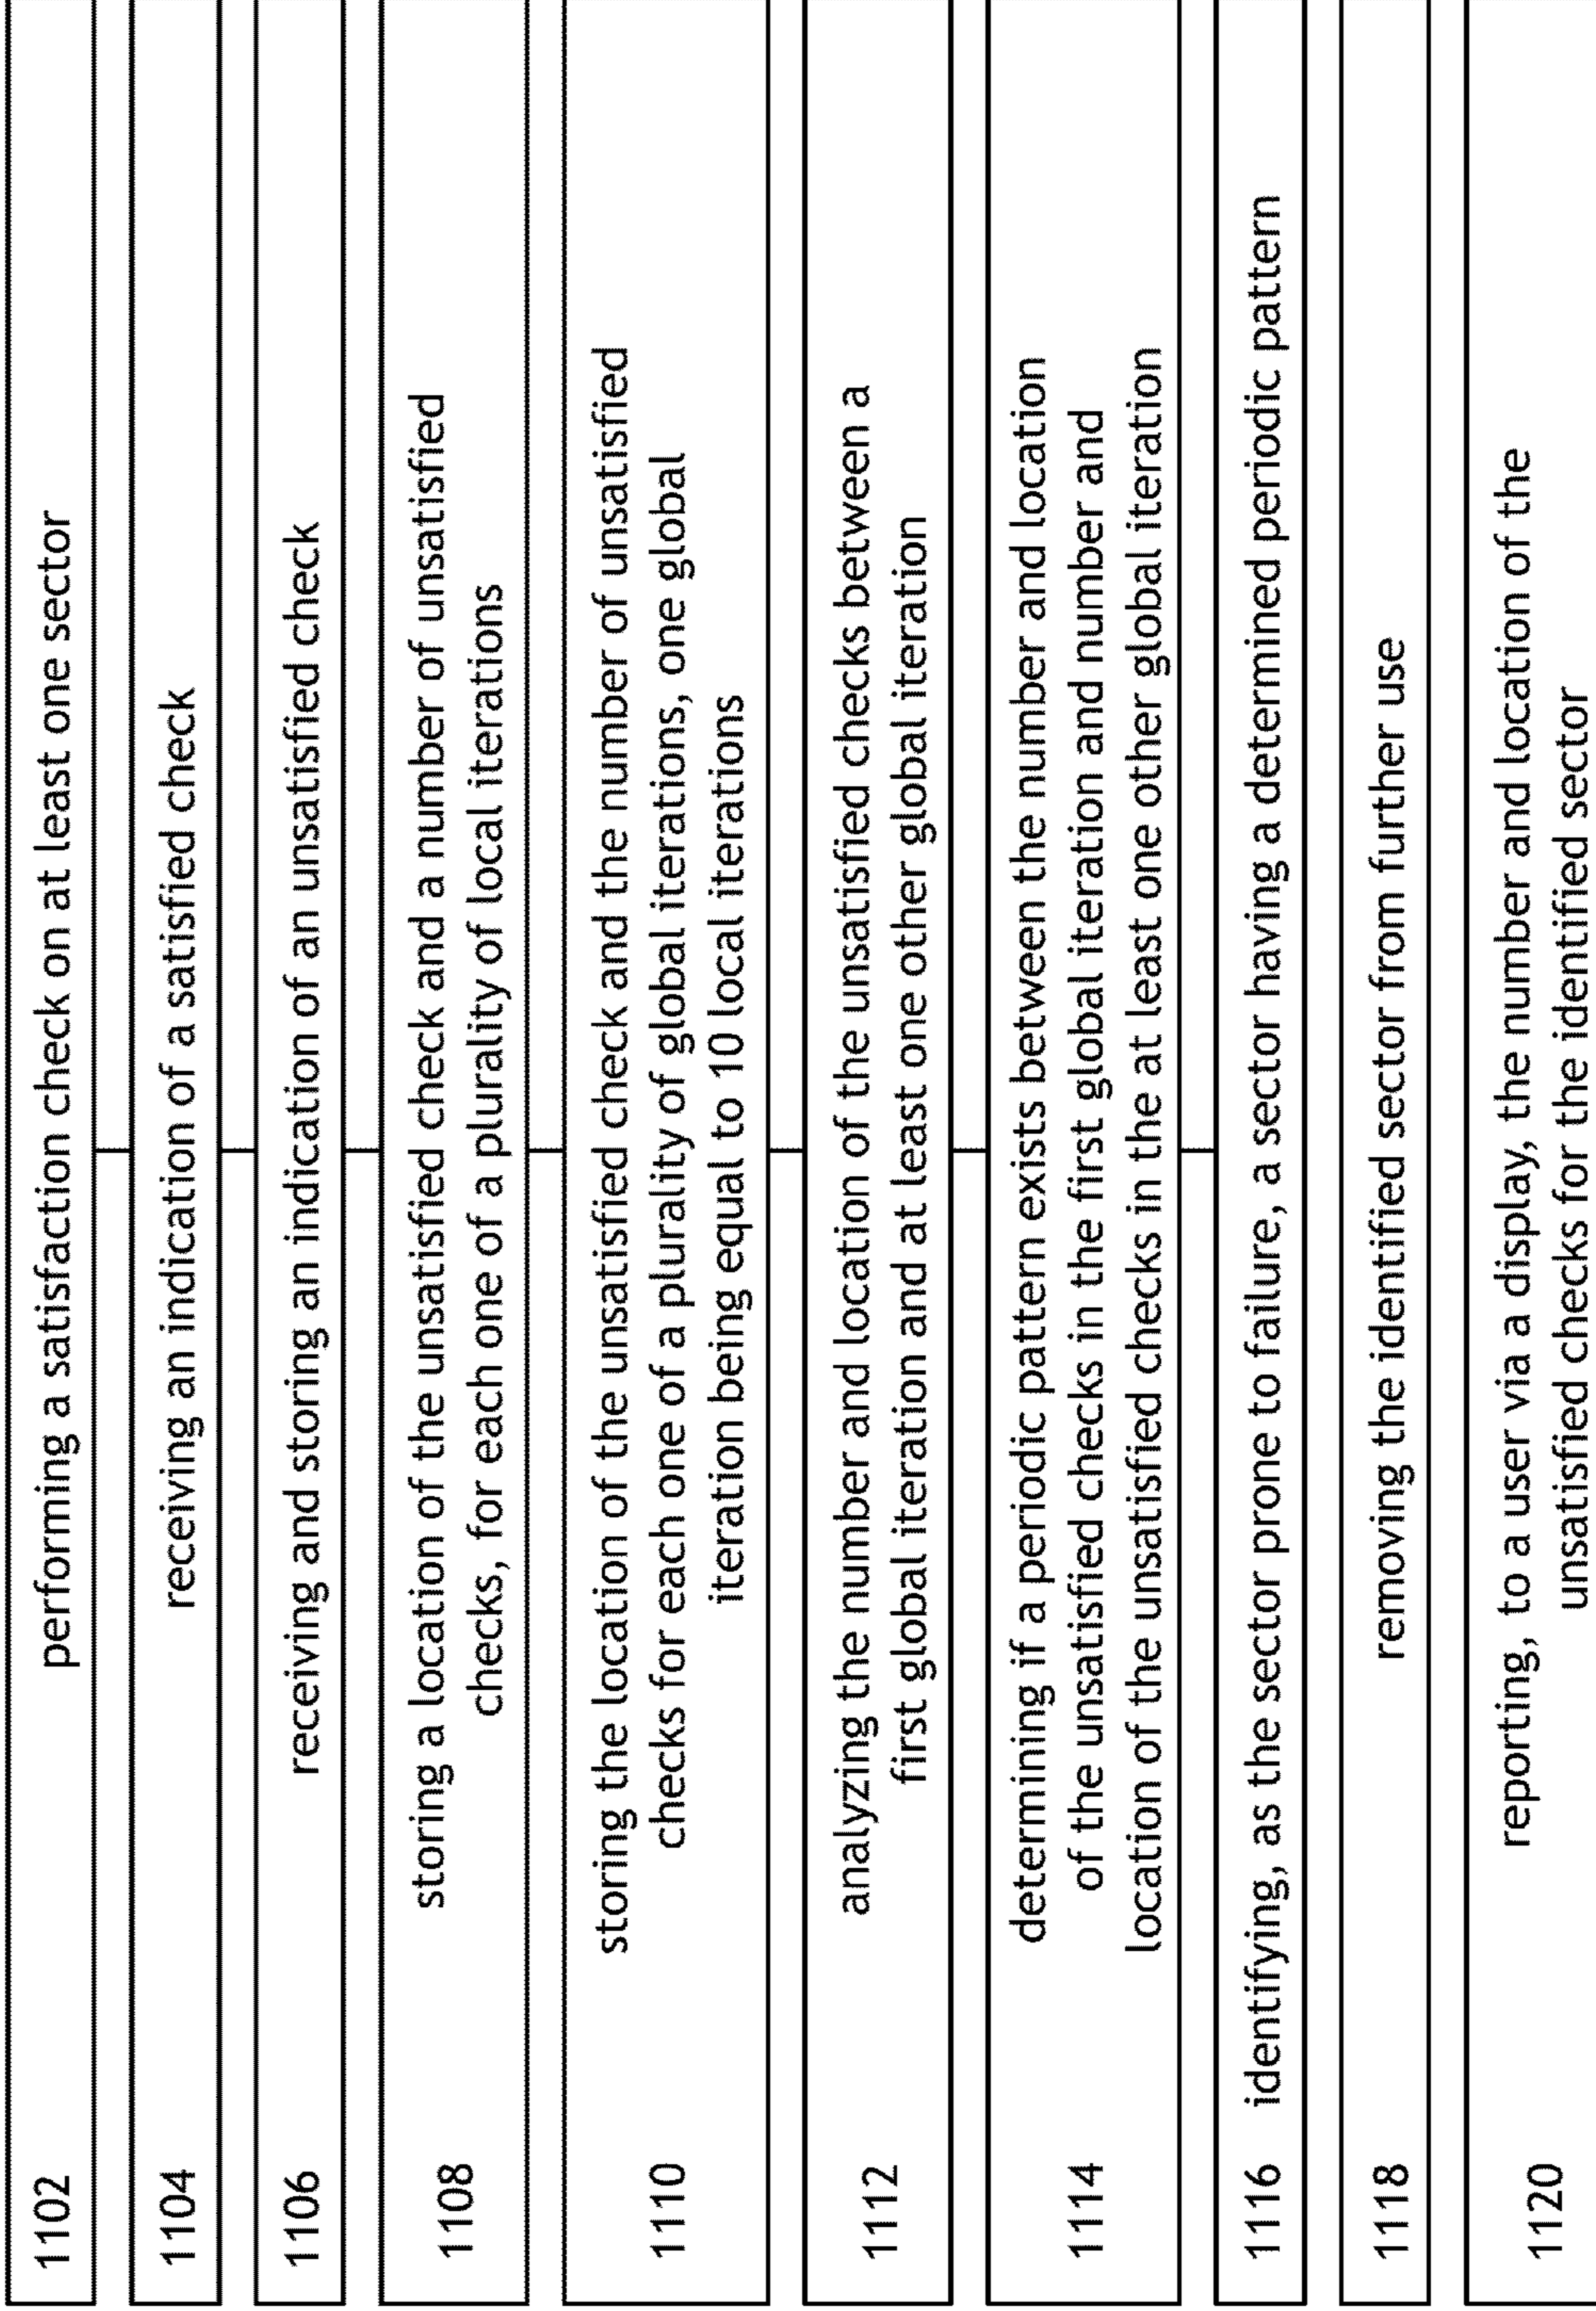 1102 performing a satisfaction check on at least one sector
1104 receiving an indication of a satisfied check
1106 receiving and storing an indication of an unsatisfied check
1108 storing a location of the unsatisfied check and a number of unsatisfied
checks, for each one of a plurality of local iterations
1110 storing the location of the unsatisfied check and the number of unsatisfied
checks for each one of a plurality of global iterations, one global
iteration being equal to 10 local iterations
1112 analyzing the number and location of the unsatisfied checks between a
first global iteration and at least one other global iteration
1114 determining if a periodic pattern exists between the number and location
of the unsatisfied checks in the first global iteration and number and
location of the unsatisfied checks in the at least one other global iteration
1116 identifying, as the sector prone to failure, a sector having a determined periodic pattern
1118 removing the identified sector from further use
1120 reporting, to a user via a display, the number and location of the
unsatisfied checks for the identified sector